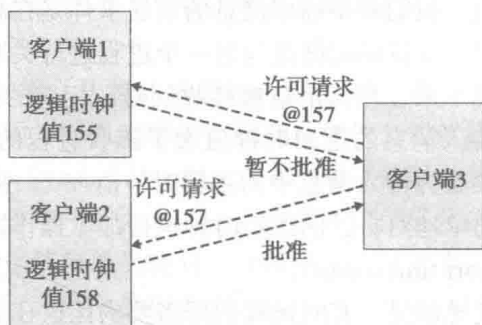 客户端1
逻辑时钟
值155
许可请求
@157
暂不批准
客户端3
客户端2
逻辑时钟
值158
许可请求
@157
批准